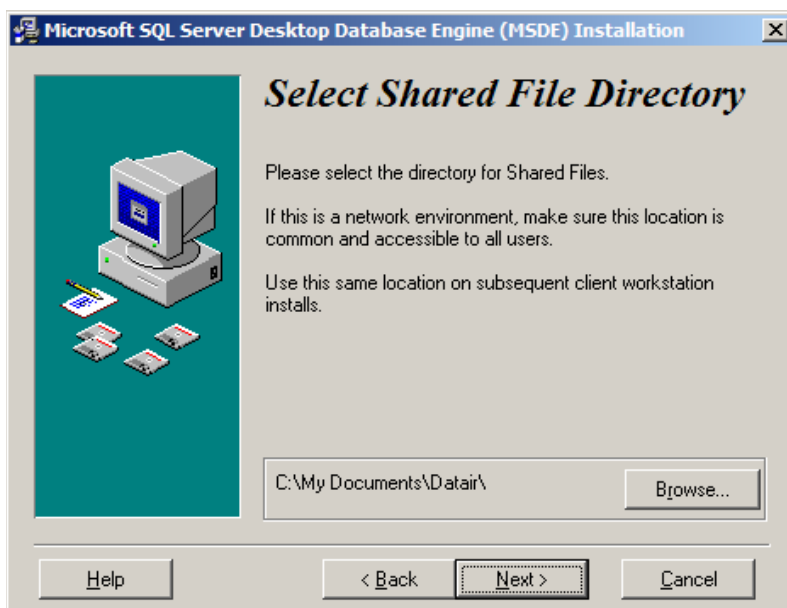 Microsoft SQL Server Desktop Database Engine (MSDE) Installation
Select Shared File Directory
Please select the directory for Shared Files.
If this is a network environment, make sure this location is
common and accessible to all users.
Use this same location on subsequent client workstation
installs.
C:\My Documents\Datair\
Browse...
Help
< Back
Next >
Cancel